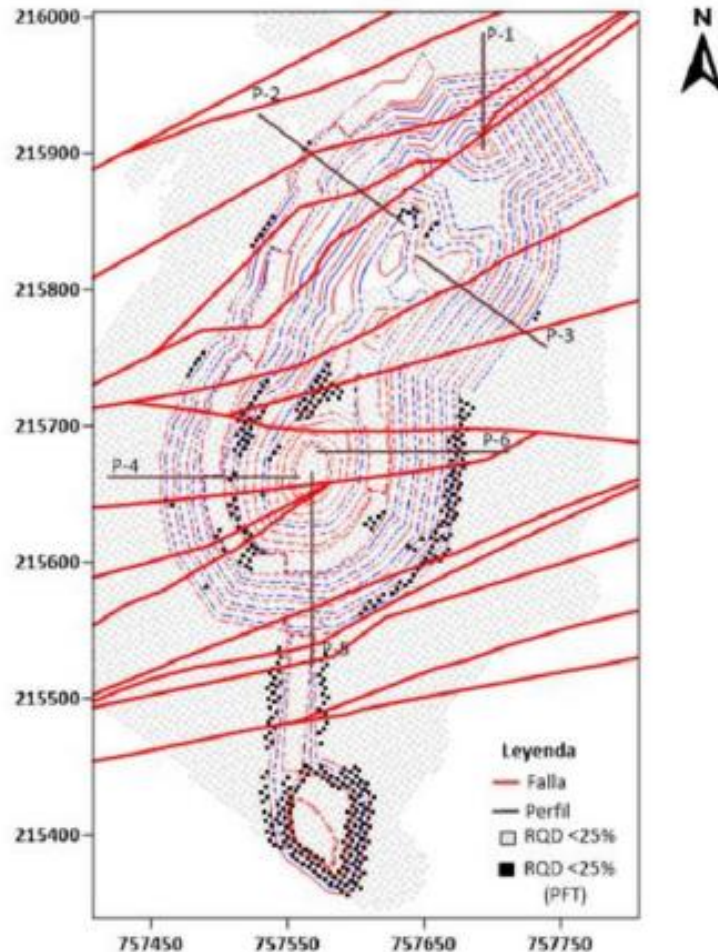 N
216000
P-1
P-2
215900
215800
P-3
215700
P-6
P-4
215600
P-5
215500
Leyenda
Falla
Perfil
RQD <25%
215400
RQD <25%
(PFT)
757450
757550
757650
757750